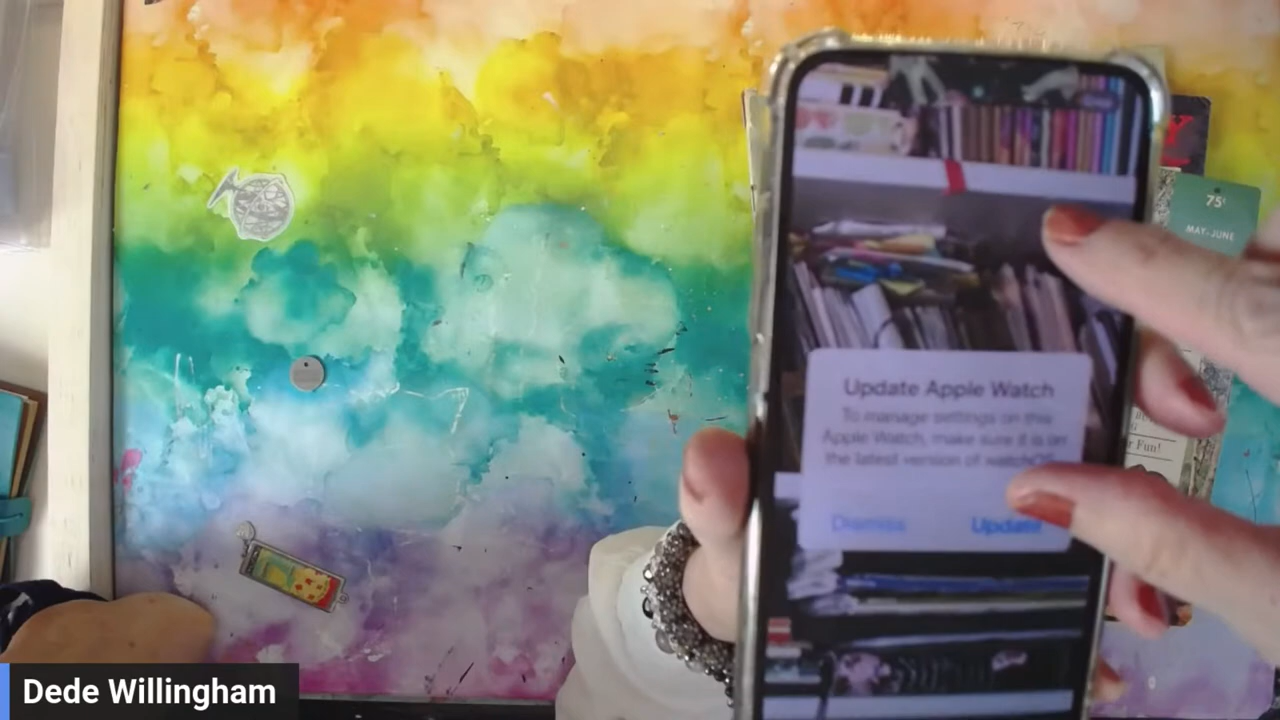 75¢
MAY-JUNE
Y
Update Apple Watch
To manage settings on this
Apple Watch, make sure it is on
the latest version of watchOS.
r Fun!
Dismiss
Update
Dede Willingham